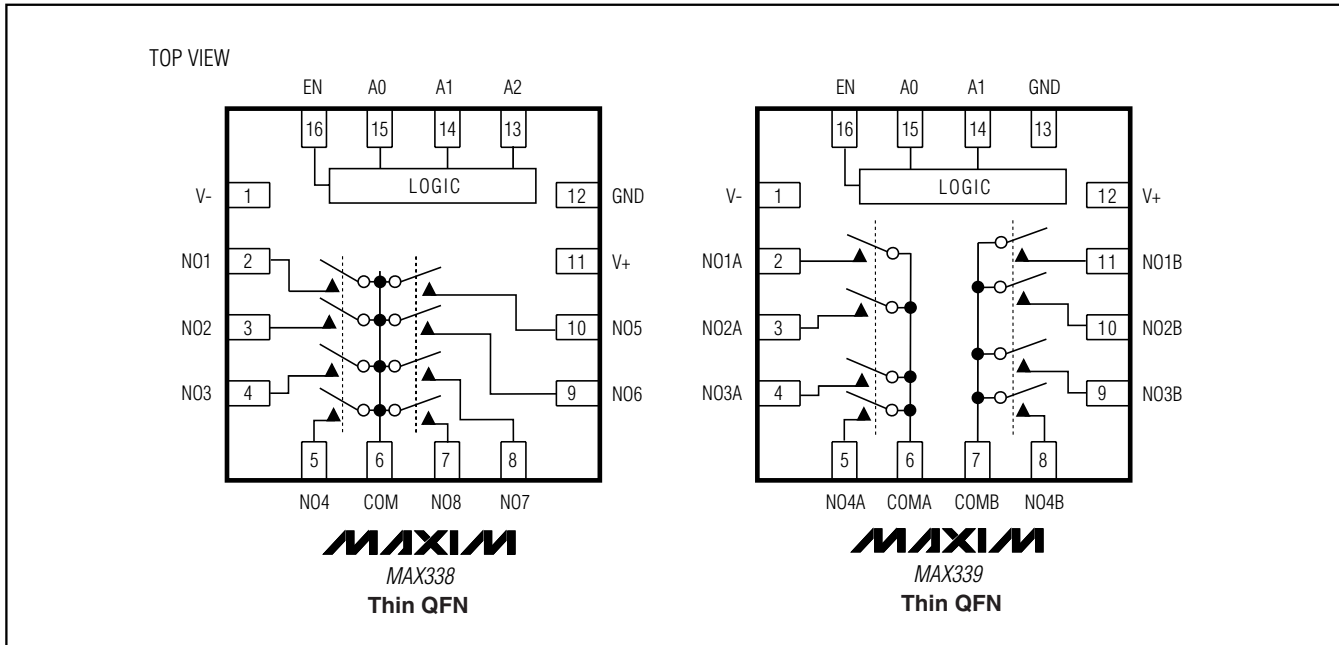 TOP VIEW
EN A0 A1 A2
16 15 14 13
LOGIC
V- 1 12 GND
NO1 2 11 V+
NO2 3 10 NO5
NO3 4 9 NO6
5 6 7 8
NO4 COM NO8 NO7
MAXIM
MAX338
Thin QFN
EN A0 A1 GND
16 15 14 13
LOGIC
V- 1 12 V+
NO1A 2 11 NO1B
NO2A 3 10 NO2B
NO3A 4 9 NO3B
5 6 7 8
NO4A COMA COMB NO4B
MAXIM
MAX339
Thin QFN